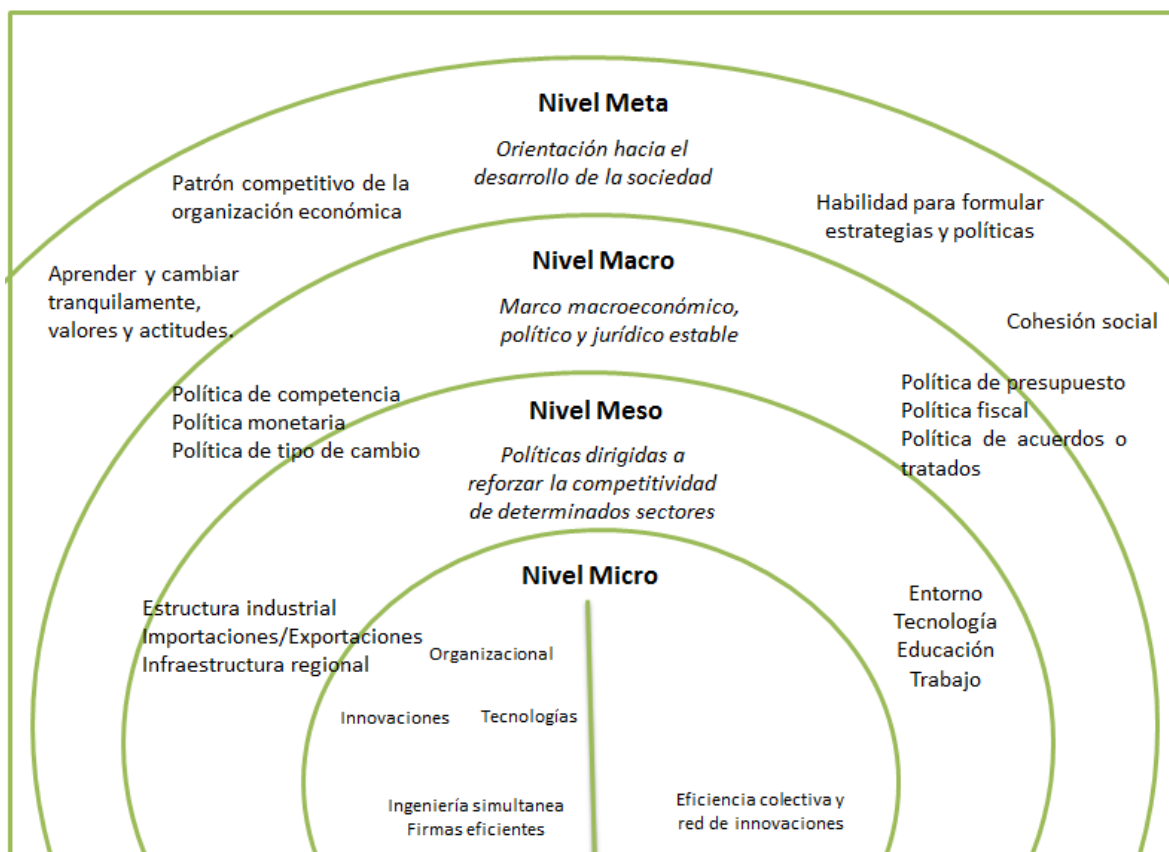 Nivel Meta
Orientación hacia el
desarrollo de la sociedad
Patrón competitivo de la
organización económica
Habilidad para formular
estrategias y políticas
Aprender y cambiar
tranquilamente,
valores y actitudes.
Cohesión social
Nivel Macro
Marco macroeconómico,
político y jurídico estable
Política de competencia
Política monetaria
Política de tipo de cambio
Política de presupuesto
Política fiscal
Política de acuerdos o
tratados
Nivel Meso
Políticas dirigidas a
reforzar la competitividad
de determinados sectores
Estructura industrial
Importaciones/Exportaciones
Infraestructura regional
Entorno
Tecnología
Educación
Trabajo
Nivel Micro
Organizacional
Innovaciones
Tecnologías
Ingeniería simultanea
Firmas eficientes
Eficiencia colectiva y
red de innovaciones